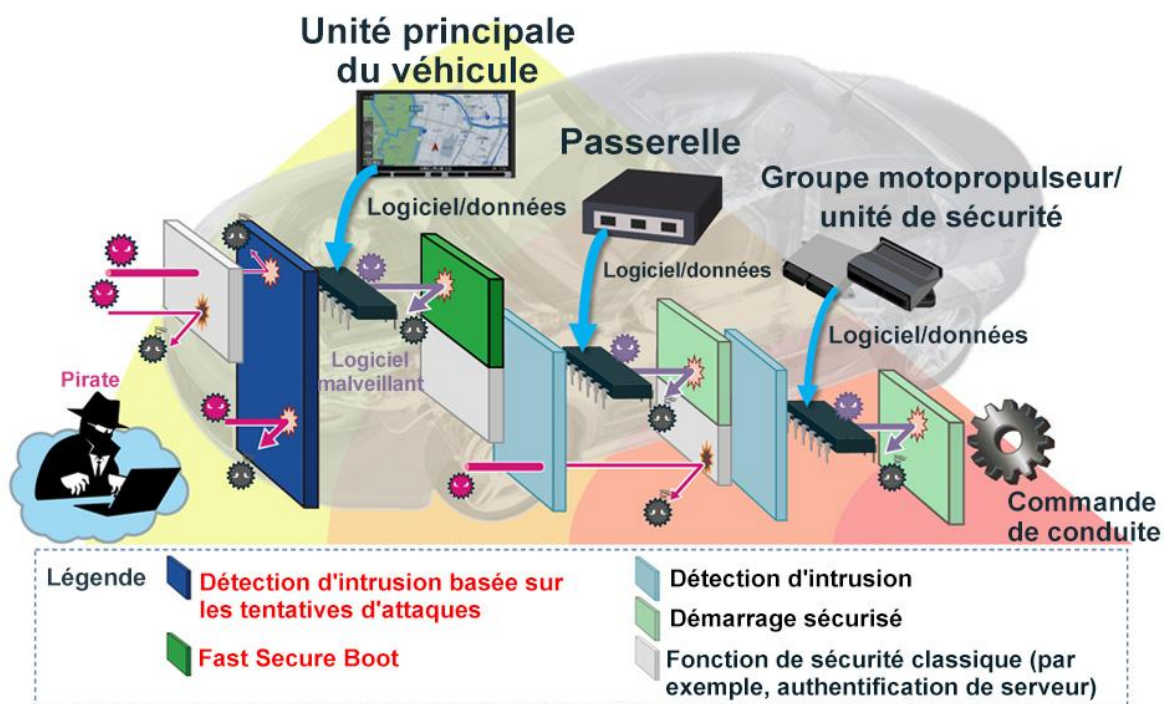 Unité principale
du véhicule
Passerelle
Groupe motopropulseur/
unité de sécurité
Logiciel/données
Logiciel/données
Logiciel/données
Logiciel
malveillant
Pirate
Commande
de conduite
Légende
Détection d'intrusion basée sur
les tentatives d'attaques
Fast Secure Boot
Détection d'intrusion
Démarrage sécurisé
Fonction de sécurité classique (par
exemple, authentification de serveur)